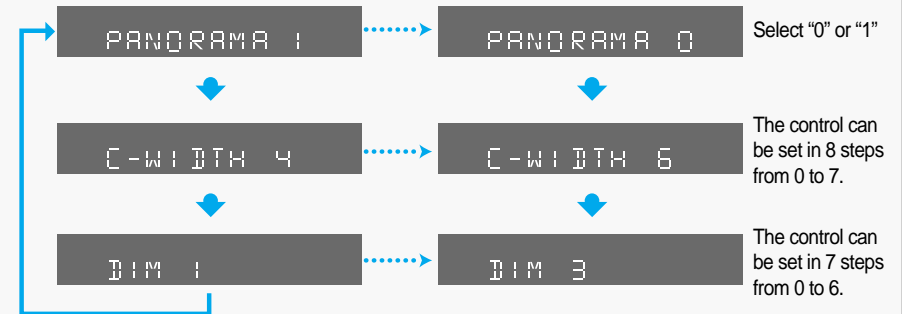 PANORAMA 1
PANORAMA 0
Select “0” or “1”
C-WIDTH 4
C-WIDTH 6
The control can
be set in 8 steps
from 0 to 7.
DIM 1
DIM 3
The control can
be set in 7 steps
from 0 to 6.